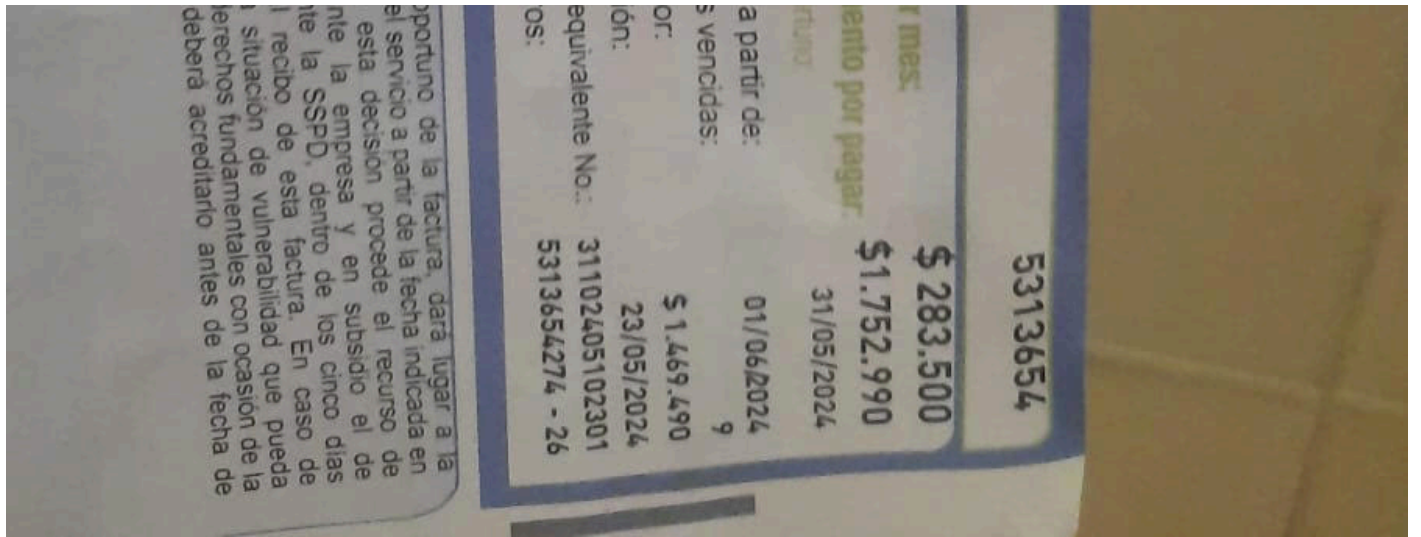 5313654
mes: $ 283.500
ento por pagar: $1.752.990
31/05/2024
a partir de: 01/06/2024
s vencidas: 9
or: $ 1.469.490
ión: 23/05/2024
equivalente No.: 31102405102301
os: 5313654274 - 26
oportuno de la factura, dará lugar a la
el servicio a partir de la fecha indicada en
esta decisión procede el recurso de
nte la empresa y en subsidio el de
nte la SSPD, dentro de los cinco días
l recibo de esta factura. En caso de
situación de vulnerabilidad que pueda
derechos fundamentales con ocasión de la
deberá acreditarlo antes de la fecha de